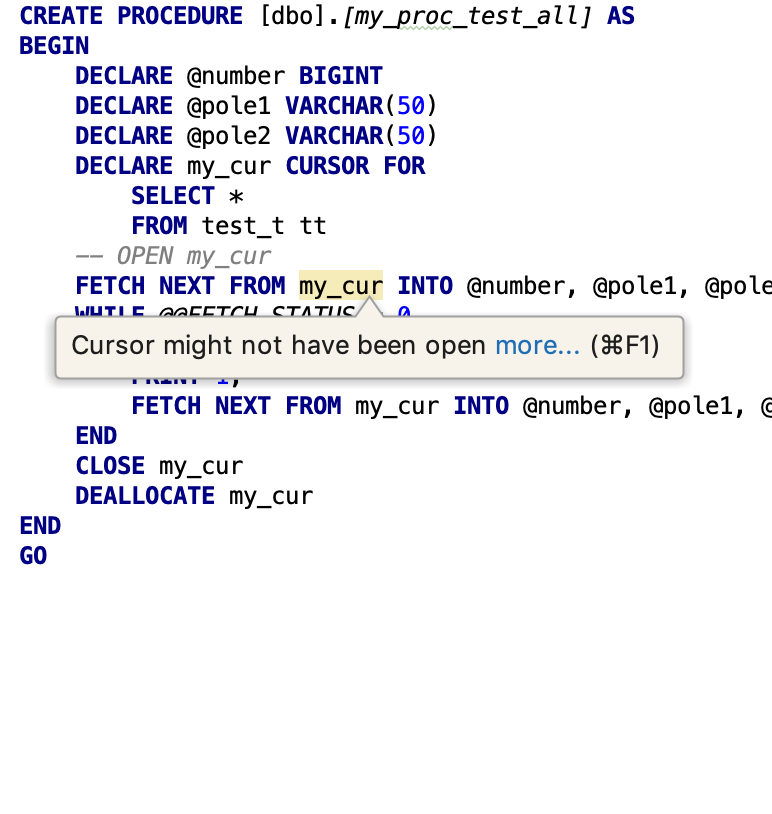 CREATE PROCEDURE [dbo].[my_proc_test_all] AS
BEGIN
DECLARE @number BIGINT
DECLARE @pole1 VARCHAR(50)
DECLARE @pole2 VARCHAR(50)
DECLARE my_cur CURSOR FOR
SELECT *
FROM test_t tt
-- OPEN my_cur
FETCH NEXT FROM my_cur INTO @number, @pole1, @pole
WHILE @@FETCH_STATUS 0
Cursor might not have been open more... (⌘F1)
PRINT 1;
FETCH NEXT FROM my_cur INTO @number, @pole1, @
END
CLOSE my_cur
DEALLOCATE my_cur
END
GO